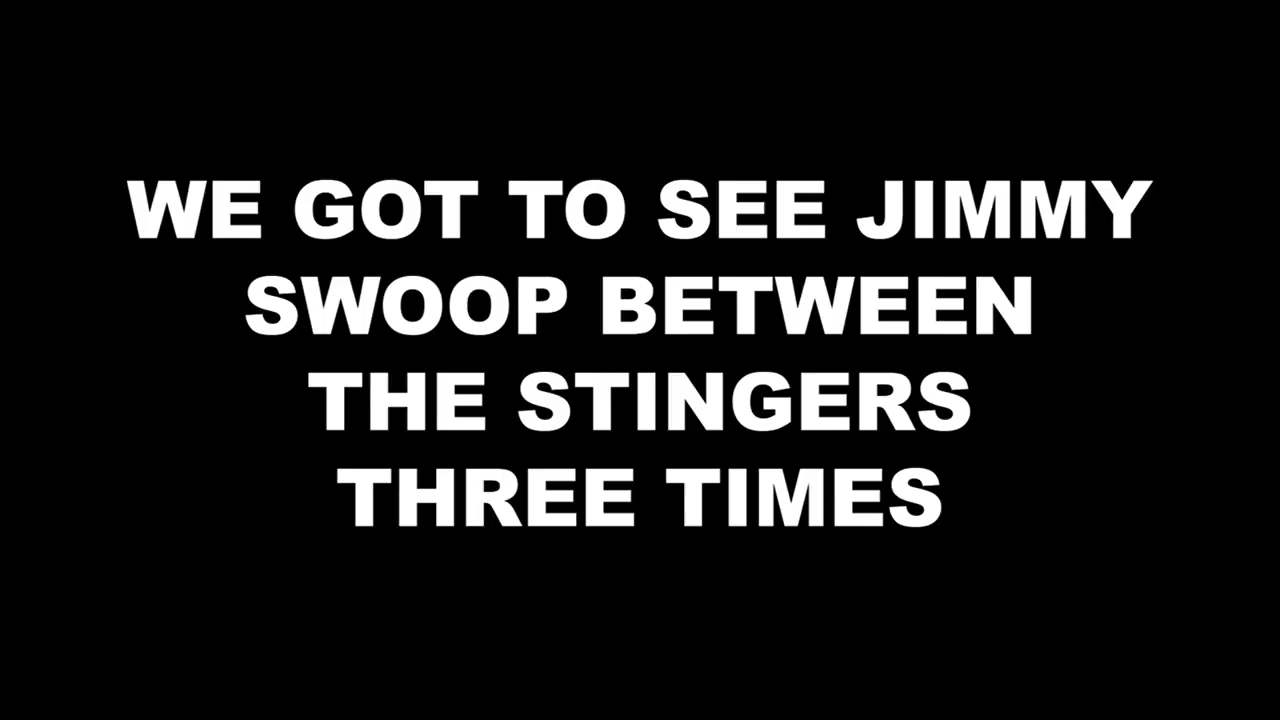 WE GOT TO SEE JIMMY
SWOOP BETWEEN
THE STINGERS
THREE TIMES